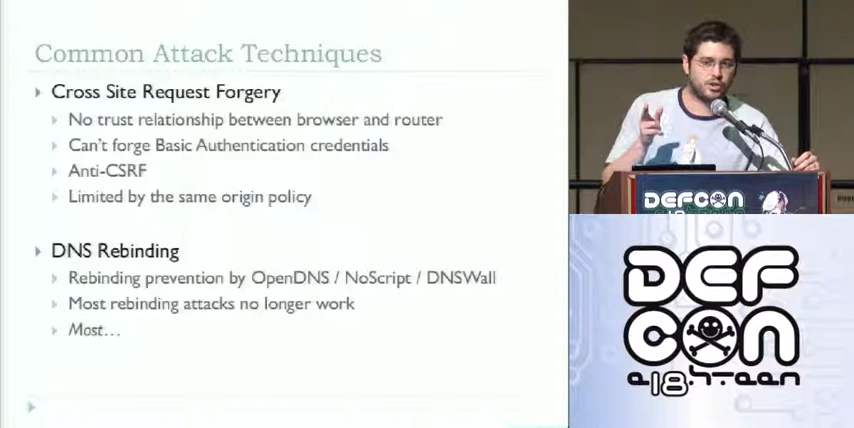 Common Attack Techniques
Cross Site Request Forgery
No trust relationship between browser and router
Can't forge Basic Authentication credentials
Anti-CSRF
Limited by the same origin policy
DNS Rebinding
Rebinding prevention by OpenDNS / NoScript / DNSWall
Most rebinding attacks no longer work
Most…
DEFCON
DEF
CON
e18hteen